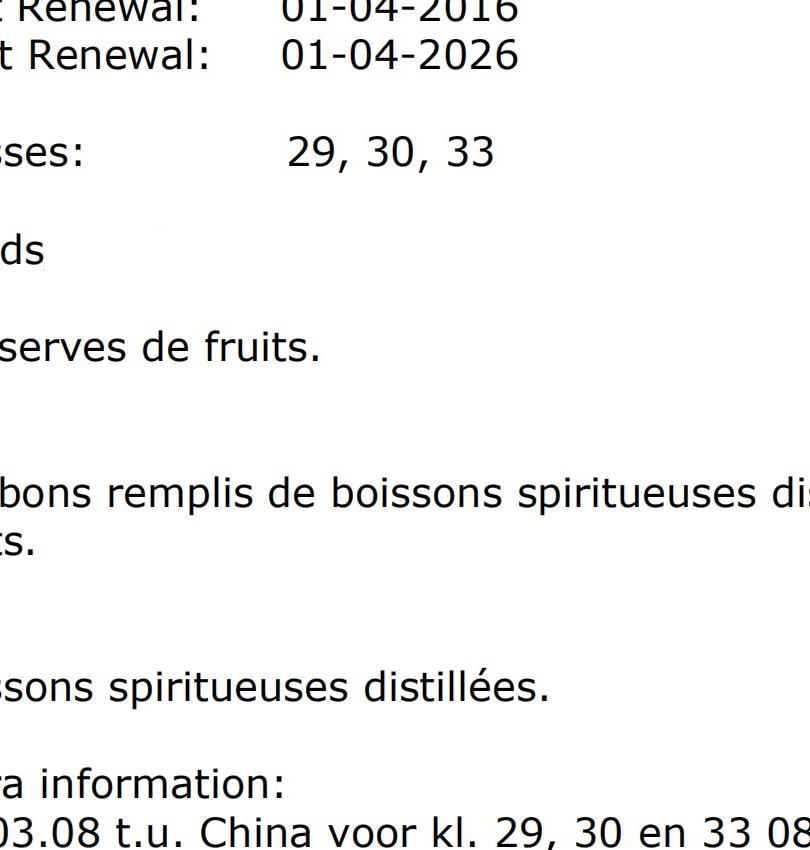 t Renewal: 01-04-2016
t Renewal: 01-04-2026
sses: 29, 30, 33
ds
serves de fruits.
bons remplis de boissons spiritueuses dis
ts.
ssons spiritueuses distillées.
ra information:
03.08 t.u. China voor kl. 29, 30 en 33 08